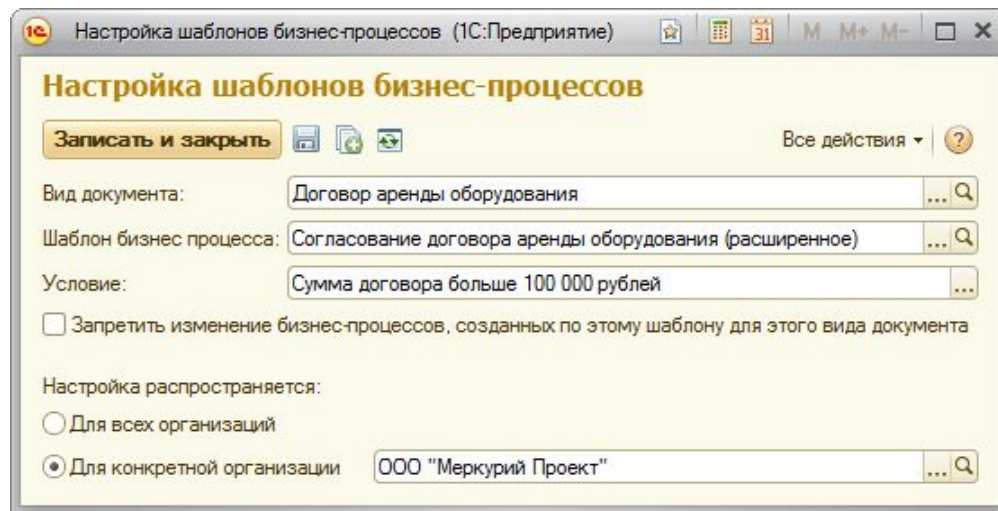 1С Настройка шаблонов бизнес-процессов (1С:Предприятие) 31 M M+ M-
Настройка шаблонов бизнес-процессов
Записать и закрыть Все действия ?
Вид документа: Договор аренды оборудования ...
Шаблон бизнес процесса: Согласование договора аренды оборудования (расширенное) ...
Условие: Сумма договора больше 100 000 рублей ...
Запретить изменение бизнес-процессов, созданных по этому шаблону для этого вида документа
Настройка распространяется:
Для всех организаций
Для конкретной организации ООО "Меркурий Проект" ...